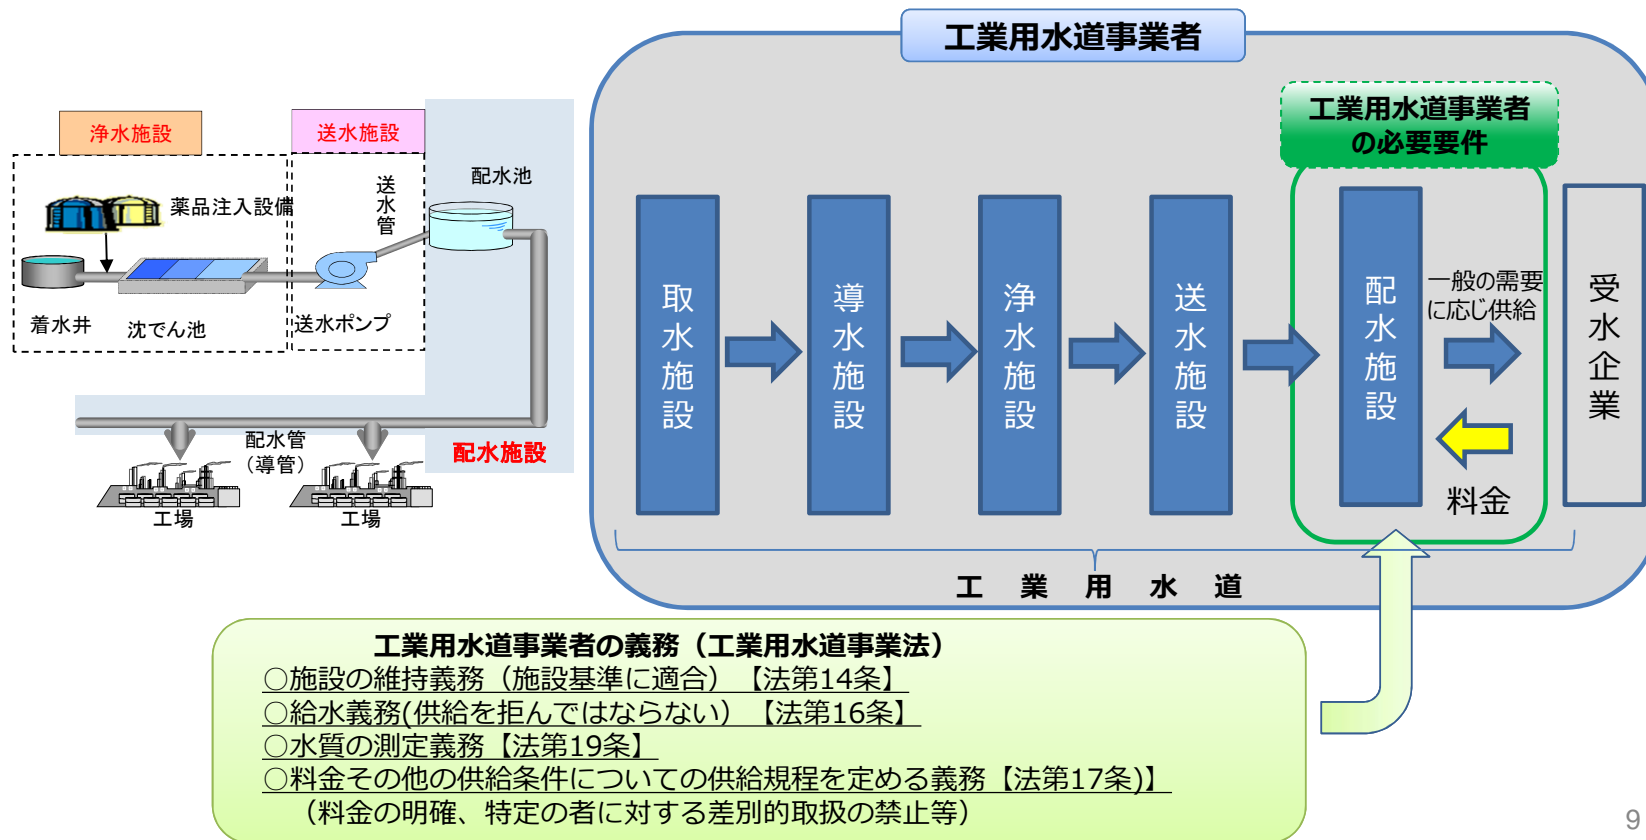 工業用水道事業者
工業用水道事業者
の必要要件
浄水施設
送水施設
薬品注入設備
送水管
配水池
着水井
沈でん池
送水ポンプ
配水管
（導管）
配水施設
工場
工場
取水施設
導水施設
浄水施設
送水施設
配水施設
一般の需要
に応じ供給
料金
受水企業
工業用水道
工業用水道事業者の義務（工業用水道事業法）
○施設の維持義務（施設基準に適合）【法第14条】
○給水義務(供給を拒んではならない）【法第16条】
○水質の測定義務【法第19条】
○料金その他の供給条件についての供給規程を定める義務【法第17条)】
（料金の明確、特定の者に対する差別的取扱の禁止等）
9